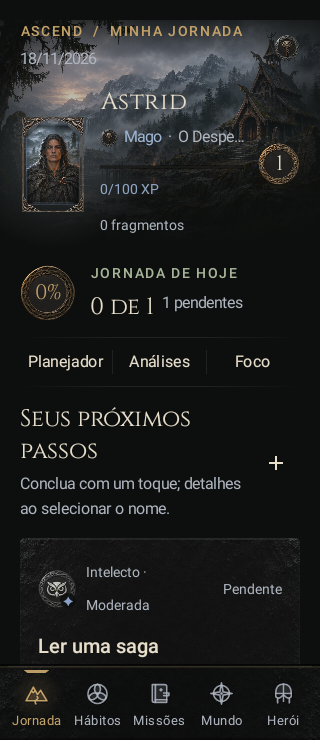 ASCEND / MINHA JORNADA
18/11/2026
ASTRID
Mago · O Despe…
1
0/100 XP
0 fragmentos
JORNADA DE HOJE
0%
0 DE 1 1 pendentes
Planejador Análises Foco
SEUS PRÓXIMOS
PASSOS
+
Conclua com um toque; detalhes
ao selecionar o nome.
Intelecto ·
Moderada
Pendente
Ler uma saga
Jornada Hábitos Missões Mundo Herói